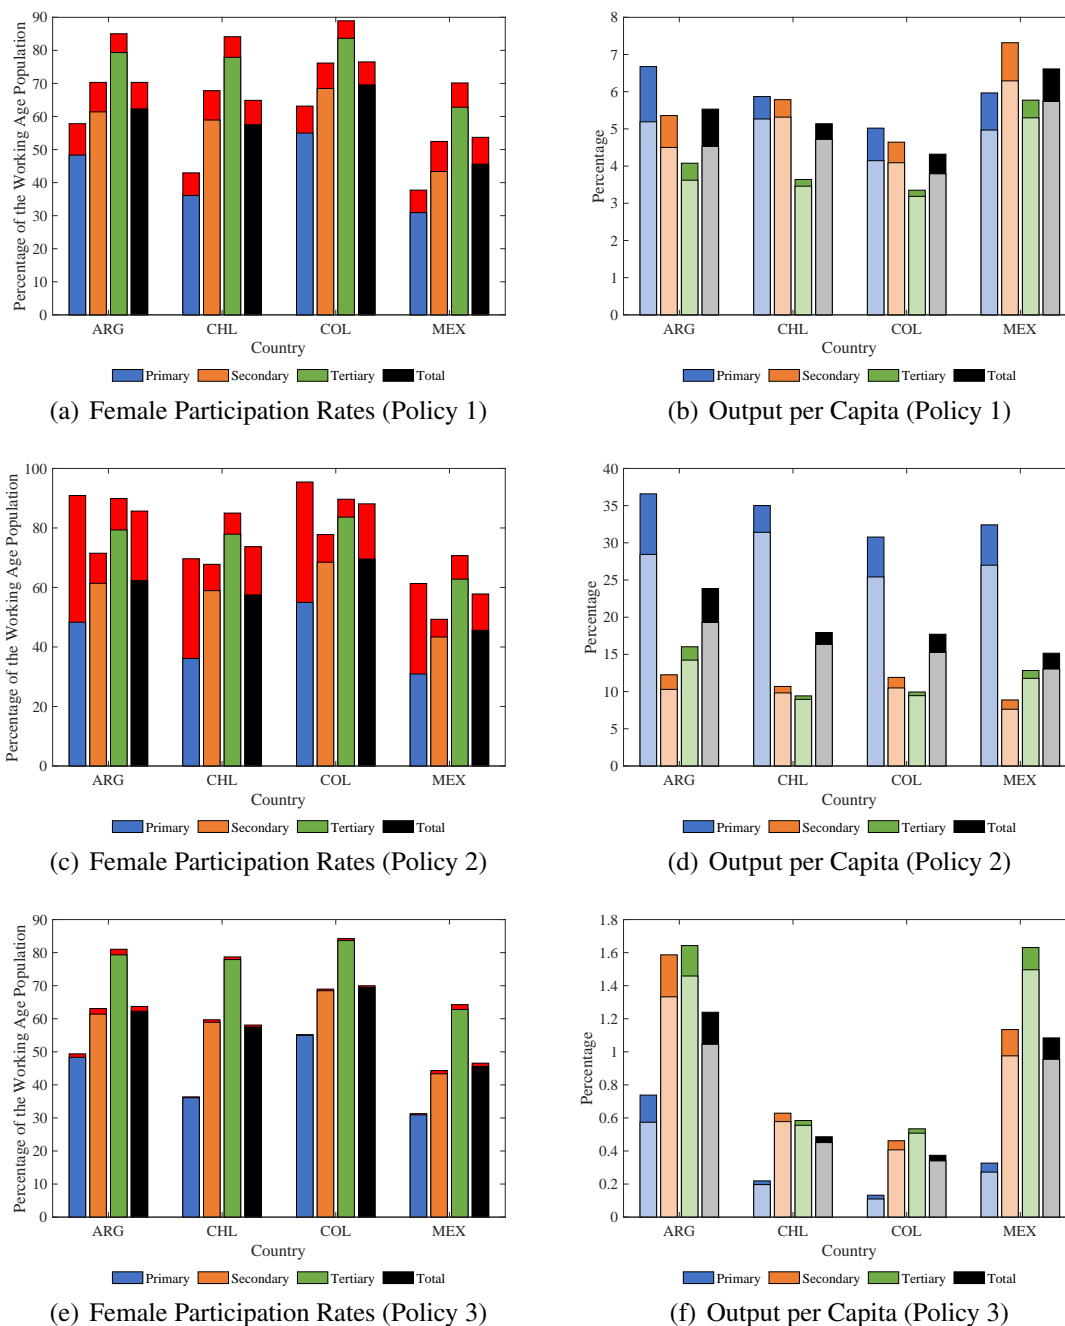 Percentage of the Working Age Population
90
80
70
60
50
40
30
20
10
0
ARG CHL COL MEX
Country
Primary Secondary Tertiary Total
(a) Female Participation Rates (Policy 1)
Percentage
8
7
6
5
4
3
2
1
0
ARG CHL COL MEX
Country
Primary Secondary Tertiary Total
(b) Output per Capita (Policy 1)
Percentage of the Working Age Population
100
80
60
40
20
0
ARG CHL COL MEX
Country
Primary Secondary Tertiary Total
(c) Female Participation Rates (Policy 2)
Percentage
40
35
30
25
20
15
10
5
0
ARG CHL COL MEX
Country
Primary Secondary Tertiary Total
(d) Output per Capita (Policy 2)
Percentage of the Working Age Population
90
80
70
60
50
40
30
20
10
0
ARG CHL COL MEX
Country
Primary Secondary Tertiary Total
(e) Female Participation Rates (Policy 3)
Percentage
1.8
1.6
1.4
1.2
1
0.8
0.6
0.4
0.2
0
ARG CHL COL MEX
Country
Primary Secondary Tertiary Total
(f) Output per Capita (Policy 3)